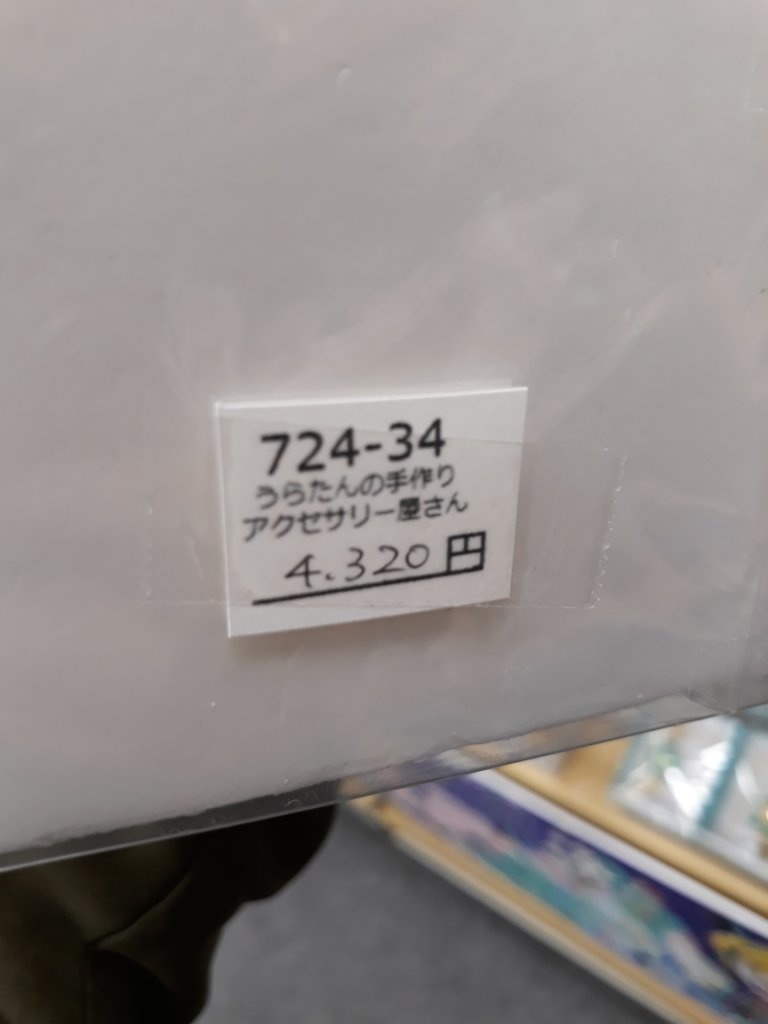 724-34
うらたんの手作り
アクセサリー屋さん
4.320円